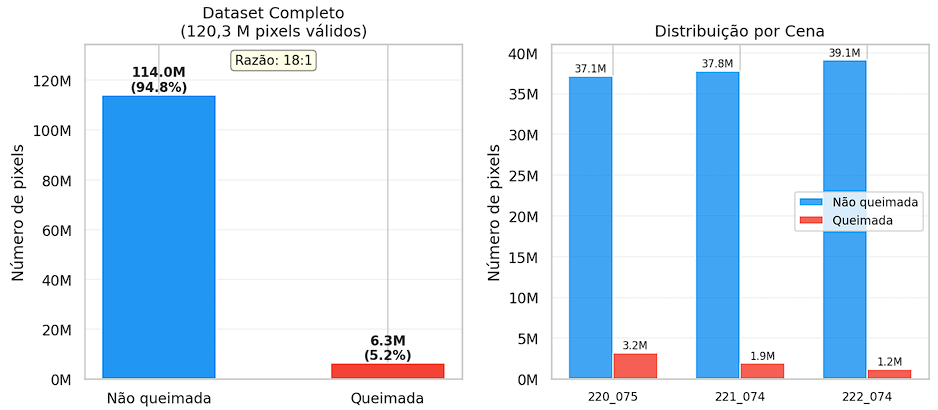 Dataset Completo
(120,3 M pixels válidos)
Razão: 18:1
114.0M
(94.8%)
6.3M
(5.2%)
Número de pixels
120M
100M
80M
60M
40M
20M
0M
Não queimada
Queimada
Distribuição por Cena
37.1M
37.8M
39.1M
3.2M
1.9M
1.2M
Não queimada
Queimada
Número de pixels
40M
35M
30M
25M
20M
15M
10M
5M
0M
220_075
221_074
222_074